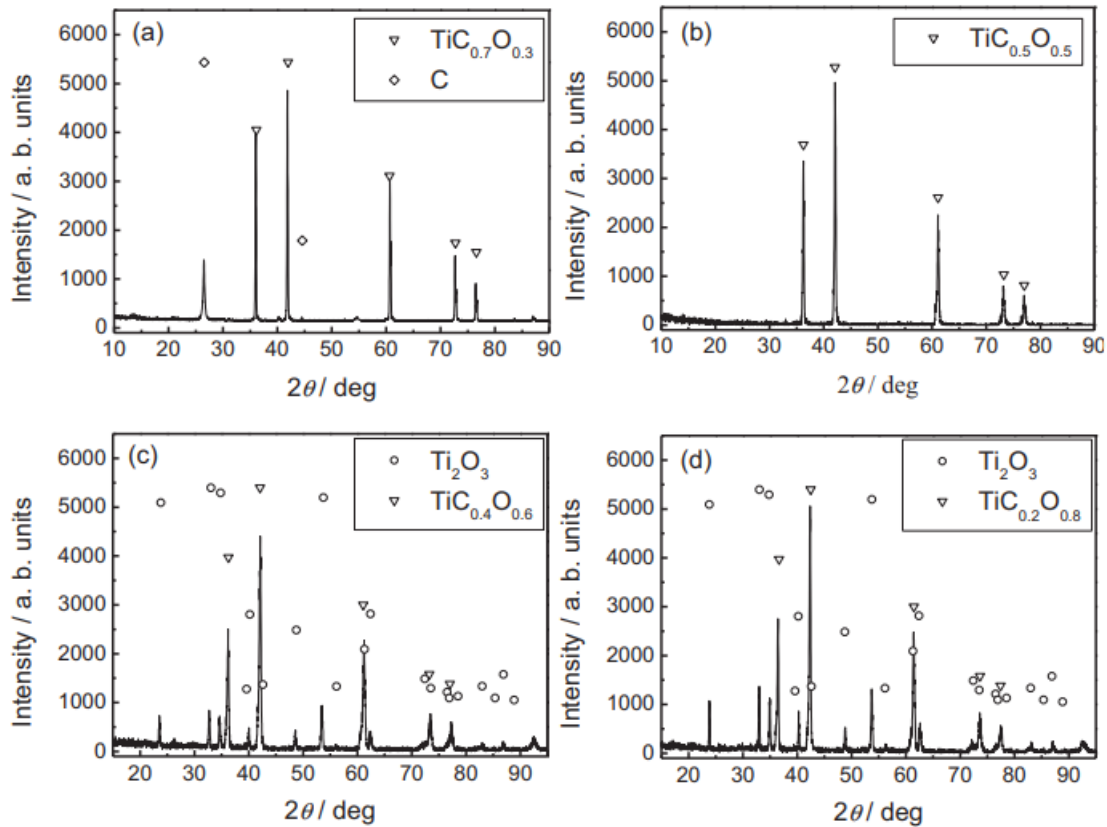 (a)
TiC0.7O0.3
C
Intensity / a. b. units
6000
5000
4000
3000
2000
1000
0
10 20 30 40 50 60 70 80 90
2θ / deg
(b)
TiC0.5O0.5
Intensity / a. b. units
6000
5000
4000
3000
2000
1000
0
10 20 30 40 50 60 70 80 90
2θ / deg
(c)
Ti2O3
TiC0.4O0.6
Intensity / a. b. units
6000
5000
4000
3000
2000
1000
0
20 30 40 50 60 70 80 90
2θ / deg
(d)
Ti2O3
TiC0.2O0.8
Intensity / a. b. units
6000
5000
4000
3000
2000
1000
0
20 30 40 50 60 70 80 90
2θ / deg